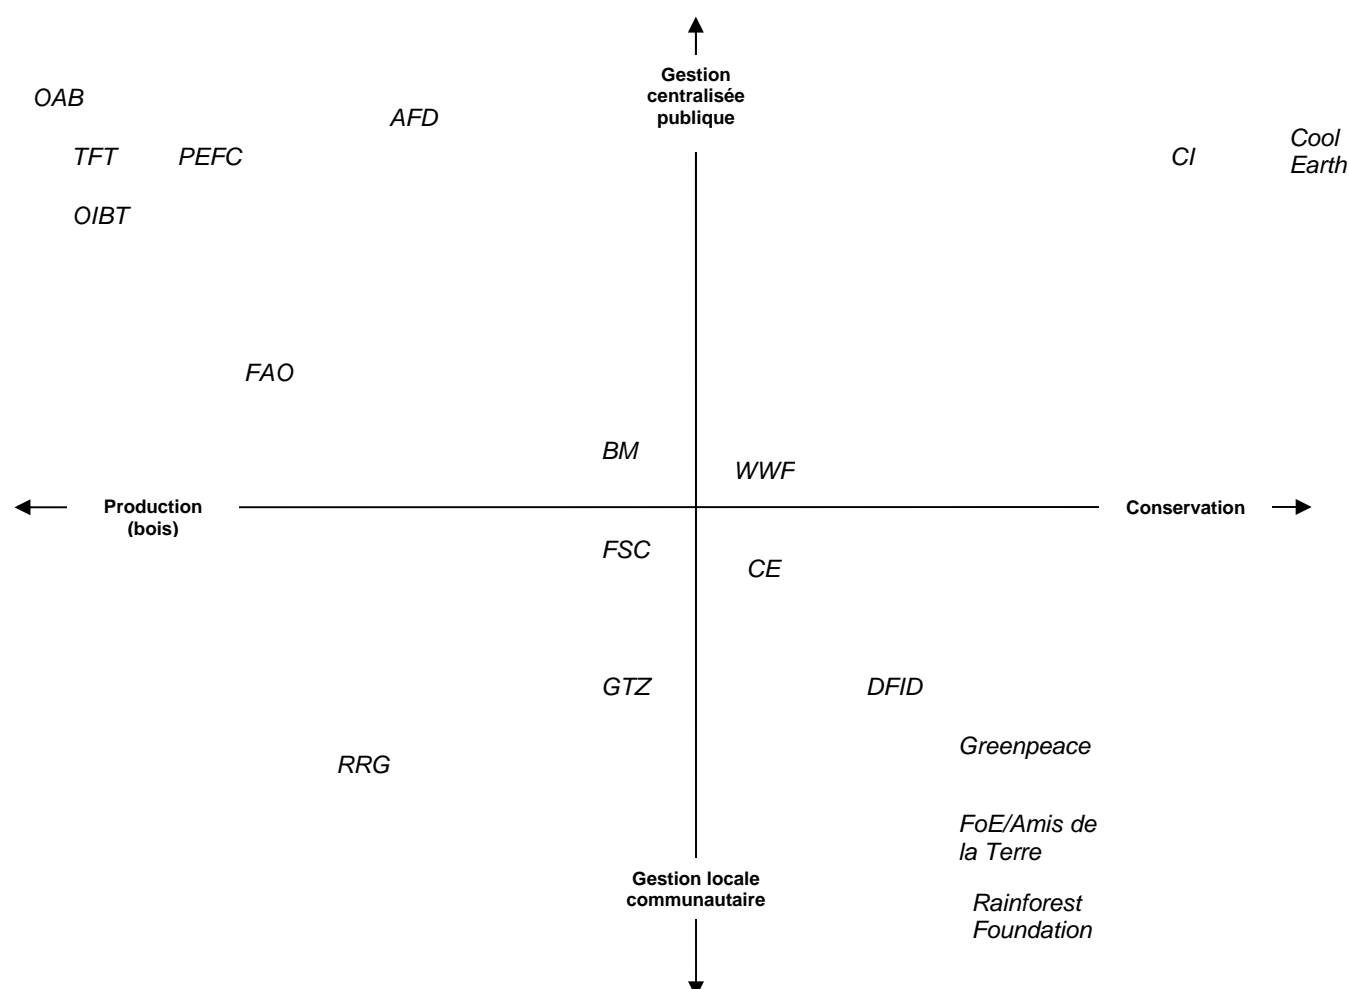 Gestion
centralisée
publique
OAB
AFD
TFT PEFC
CI
Cool
Earth
OIBT
FAO
BM
WWF
Production
(bois)
Conservation
FSC
CE
GTZ
DFID
Greenpeace
RRG
FoE/Amis de
la Terre
Gestion locale
communautaire
Rainforest
Foundation